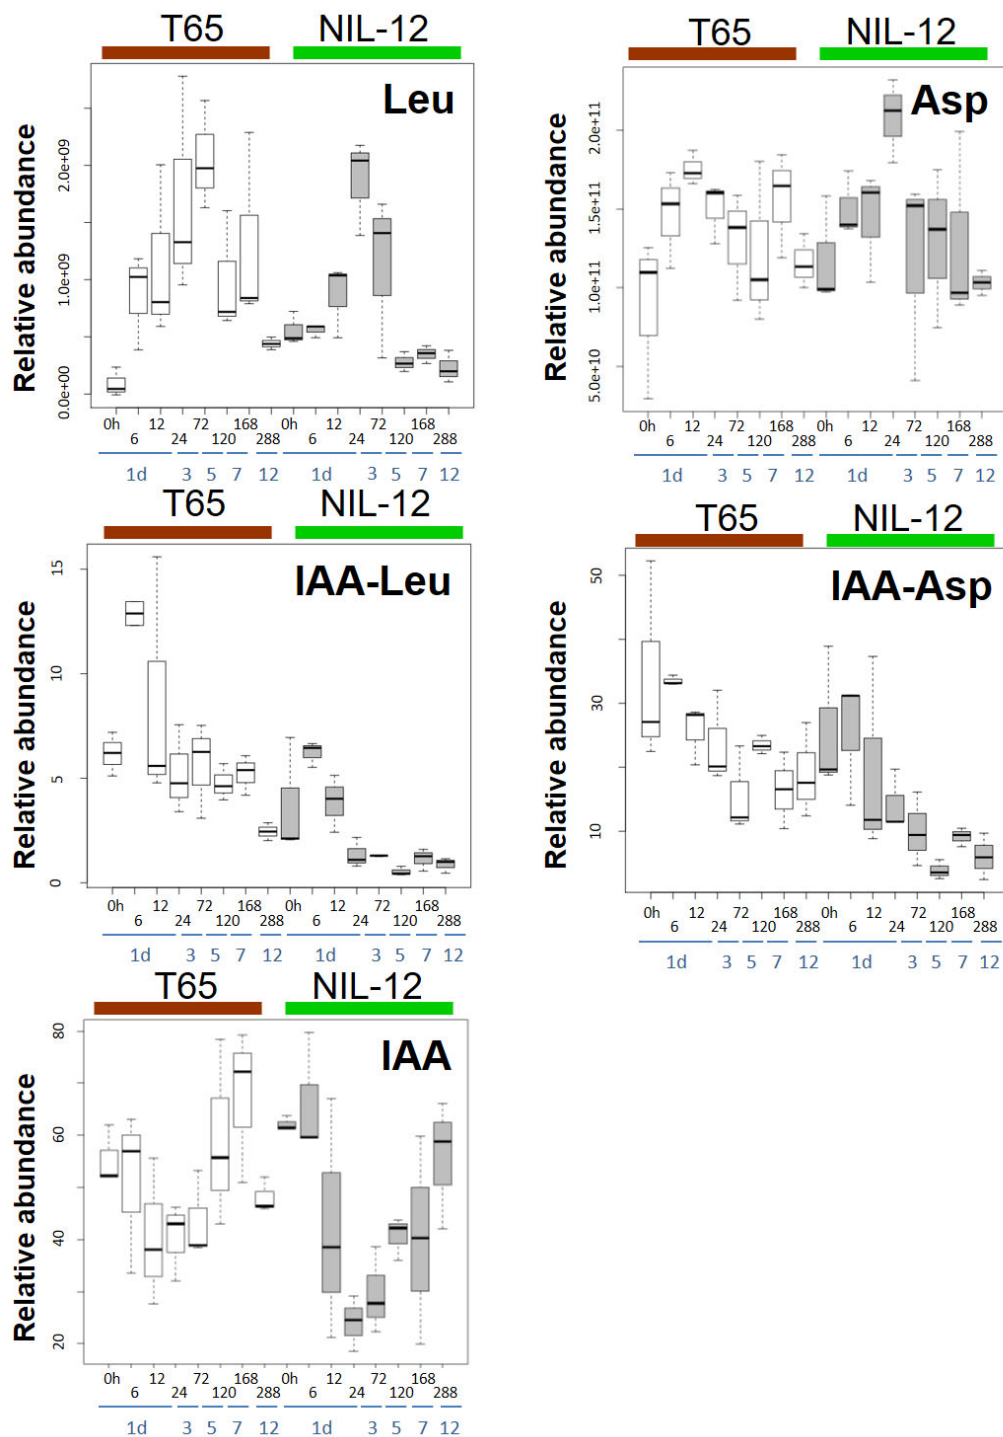 T65 NIL-12
Leu
Relative abundance
0.0e+00 1.0e+09 2.0e+09
0h 12 72 168 0h 12 72 168
6 24 120 288 6 24 120 288
1d 3 5 7 12 1d 3 5 7 12
T65 NIL-12
Asp
Relative abundance
5.0e+10 1.0e+11 1.5e+11 2.0e+11
0h 12 72 168 0h 12 72 168
6 24 120 288 6 24 120 288
1d 3 5 7 12 1d 3 5 7 12
T65 NIL-12
IAA-Leu
Relative abundance
0 5 10 15
0h 12 72 168 0h 12 72 168
6 24 120 288 6 24 120 288
1d 3 5 7 12 1d 3 5 7 12
T65 NIL-12
IAA-Asp
Relative abundance
10 30 50
0h 12 72 168 0h 12 72 168
6 24 120 288 6 24 120 288
1d 3 5 7 12 1d 3 5 7 12
T65 NIL-12
IAA
Relative abundance
20 40 60 80
0h 12 72 168 0h 12 72 168
6 24 120 288 6 24 120 288
1d 3 5 7 12 1d 3 5 7 12